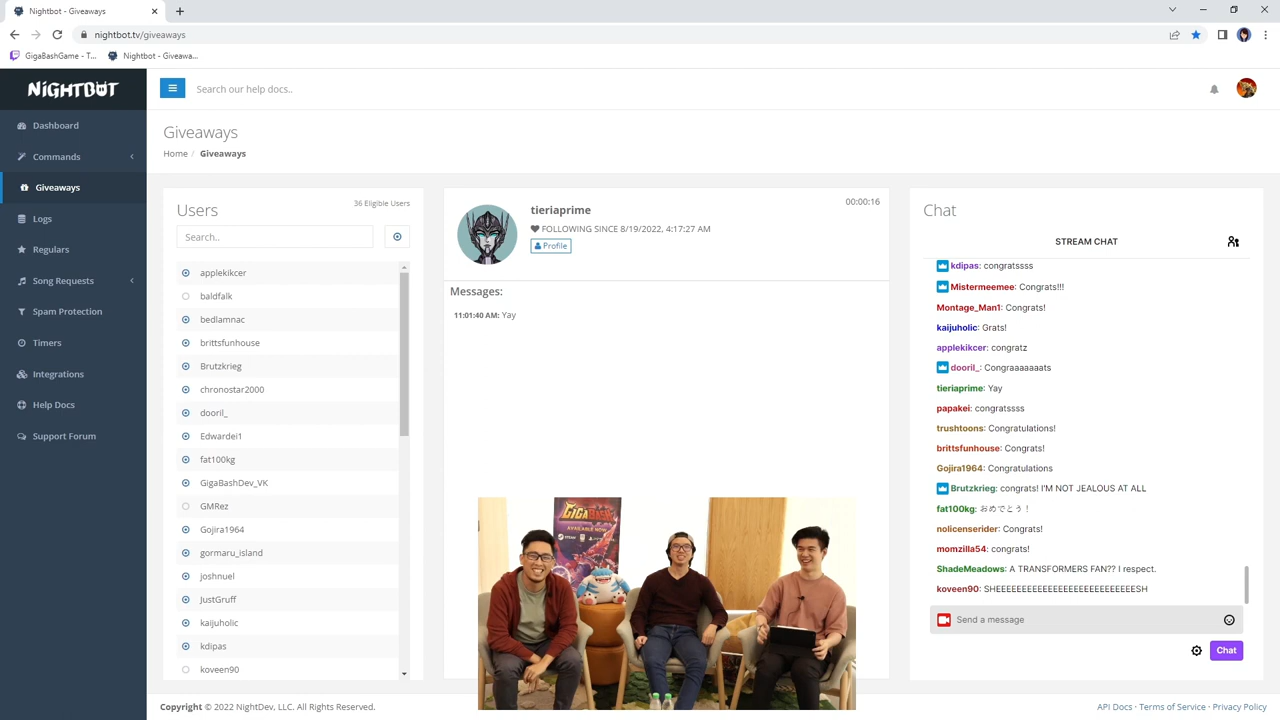 Nightbot - Giveaways
nightbot.tv/giveaways
GigaBashGame - T...
Nightbot - Giveawa...
NIGHTBOT
Search our help docs..
Dashboard
Commands
Giveaways
Logs
Regulars
Song Requests
Spam Protection
Timers
Integrations
Help Docs
Support Forum
Giveaways
Home / Giveaways
Users
36 Eligible Users
Search..
applekikcer
baldfalk
bedlamnac
brittsfunhouse
Brutzkrieg
chronostar2000
dooril_
Edwardei1
fat100kg
GigaBashDev_VK
GMRez
Gojira1964
gormaru_island
joshnuel
JustGruff
kaijuholic
kdipas
koveen90
tieriaprime
00:00:16
FOLLOWING SINCE 8/19/2022, 4:17:27 AM
Profile
Messages:
11:01:40 AM: Yay
GIGABASH
AVAILABLE NOW
STEAM
Chat
STREAM CHAT
kdipas: congratssss
Mistermeemee: Congrats!!!
Montage_Man1: Congrats!
kaijuholic: Grats!
applekikcer: congratz
dooril_: Congraaaaaaats
tieriaprime: Yay
papakei: congratssss
trushtoons: Congratulations!
brittsfunhouse: Congrats!
Gojira1964: Congratulations
Brutzkrieg: congrats! I'M NOT JEALOUS AT ALL
fat100kg: おめでとう！
nolicenserider: Congrats!
momzilla54: congrats!
ShadeMeadows: A TRANSFORMERS FAN?? I respect.
koveen90: SHEEEEEEEEEEEEEEEEEEEEEEEEEESH
Send a message
Chat
Copyright © 2022 NightDev, LLC. All Rights Reserved.
API Docs · Terms of Service · Privacy Policy